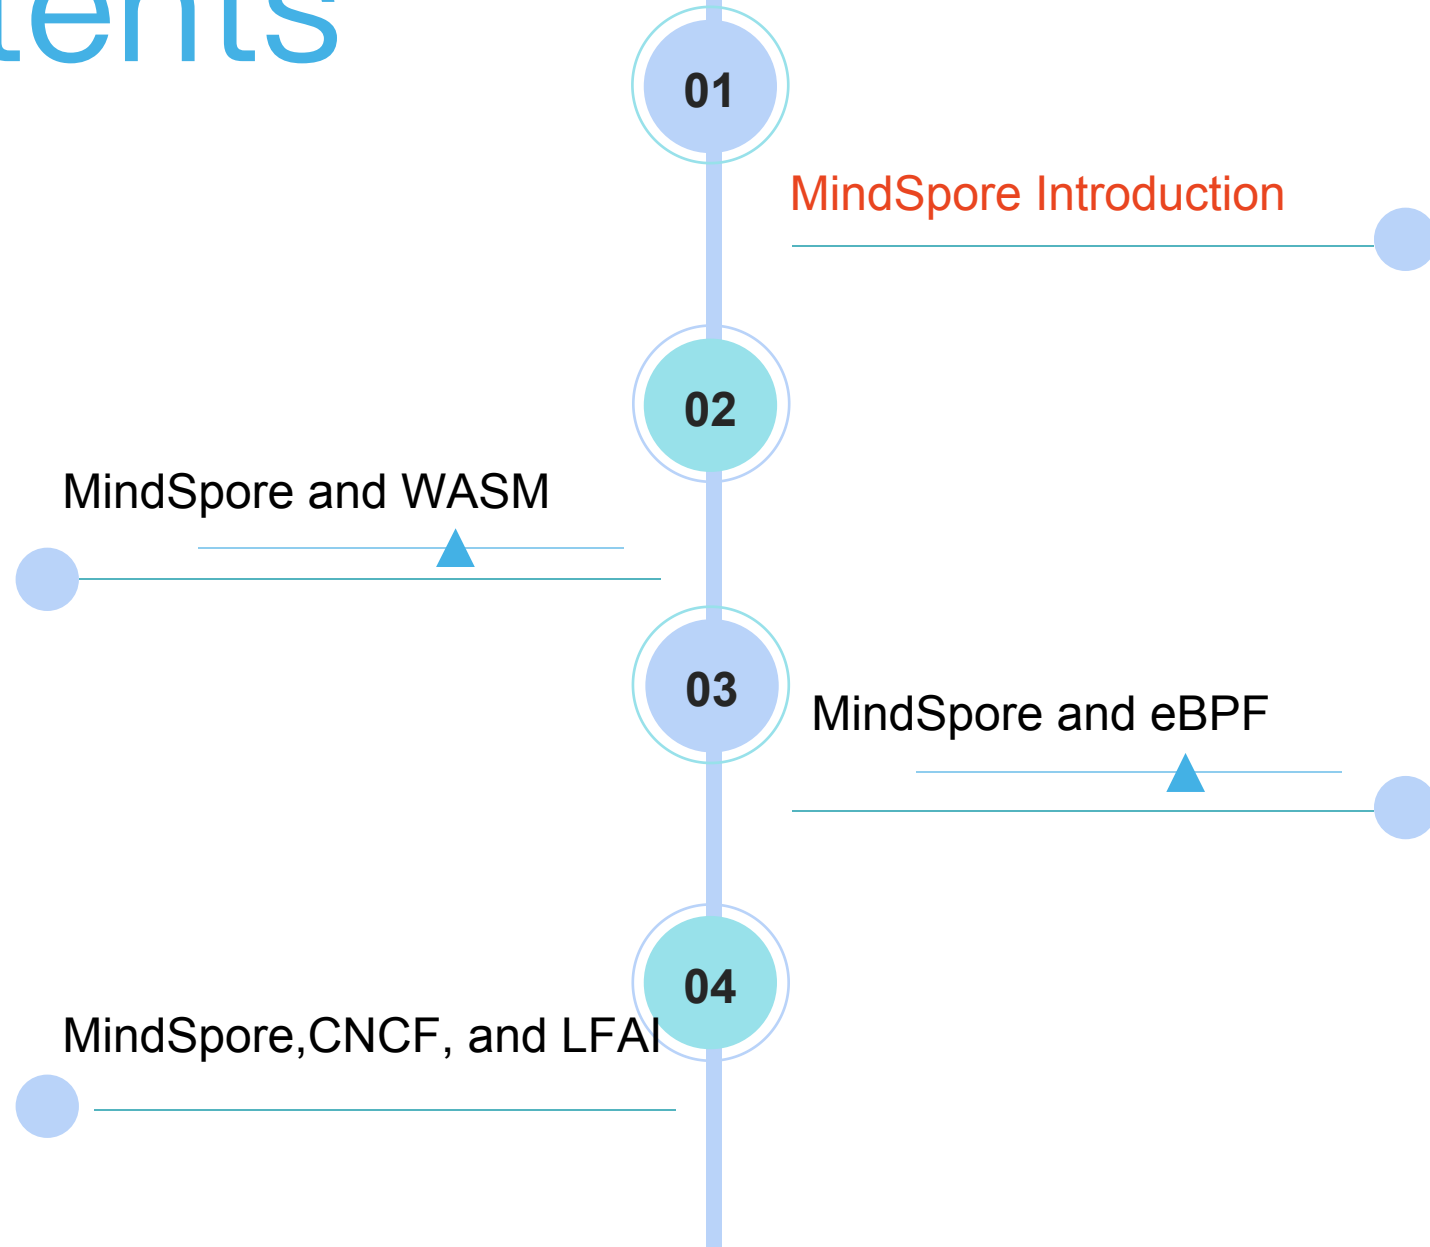 tents
01
MindSpore Introduction
02
MindSpore and WASM
03
MindSpore and eBPF
04
MindSpore,CNCF, and LFAI